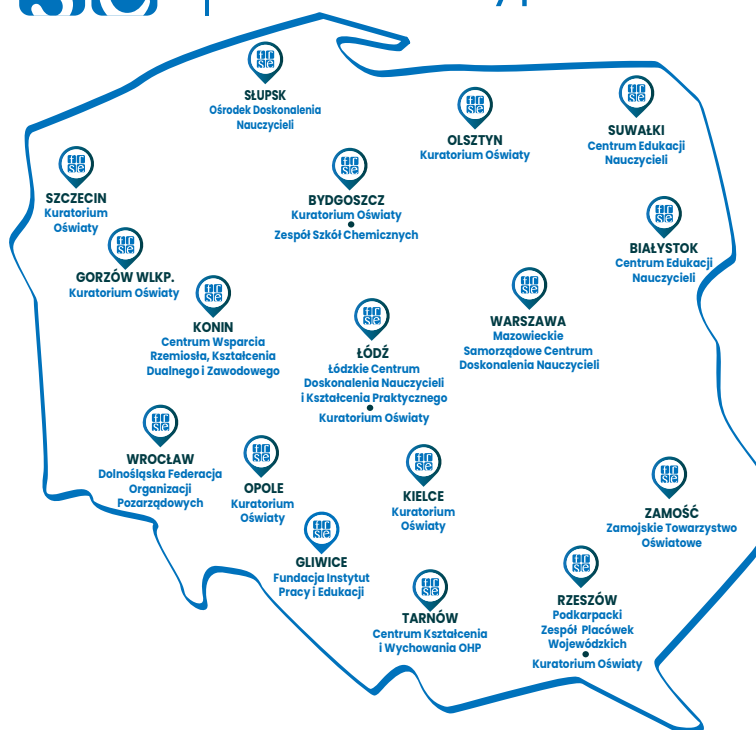 SŁUPSK
Ośrodek Doskonalenia
Nauczycieli
OLSZTYN
Kuratorium Oświaty
SUWAŁKI
Centrum Edukacji
Nauczycieli
SZCZECIN
Kuratorium
Oświaty
BYDGOSZCZ
Kuratorium Oświaty
Zespół Szkół Chemicznych
BIAŁYSTOK
Centrum Edukacji
Nauczycieli
GORZÓW WLKP.
Kuratorium Oświaty
KONIN
Centrum Wsparcia
Rzemiosła, Kształcenia
Dualnego i Zawodowego
ŁÓDŹ
Łódzkie Centrum
Doskonalenia Nauczycieli
i Kształcenia Praktycznego
Kuratorium Oświaty
WARSZAWA
Mazowieckie
Samorządowe Centrum
Doskonalenia Nauczycieli
WROCŁAW
Dolnośląska Federacja
Organizacji
Pozarządowych
OPOLE
Kuratorium
Oświaty
KIELCE
Kuratorium
Oświaty
ZAMOŚĆ
Zamojskie Towarzystwo
Oświatowe
GLIWICE
Fundacja Instytut
Pracy i Edukacji
TARNÓW
Centrum Kształcenia
i Wychowania OHP
RZESZÓW
Podkarpacki
Zespół Placówek
Wojewódzkich
Kuratorium Oświaty